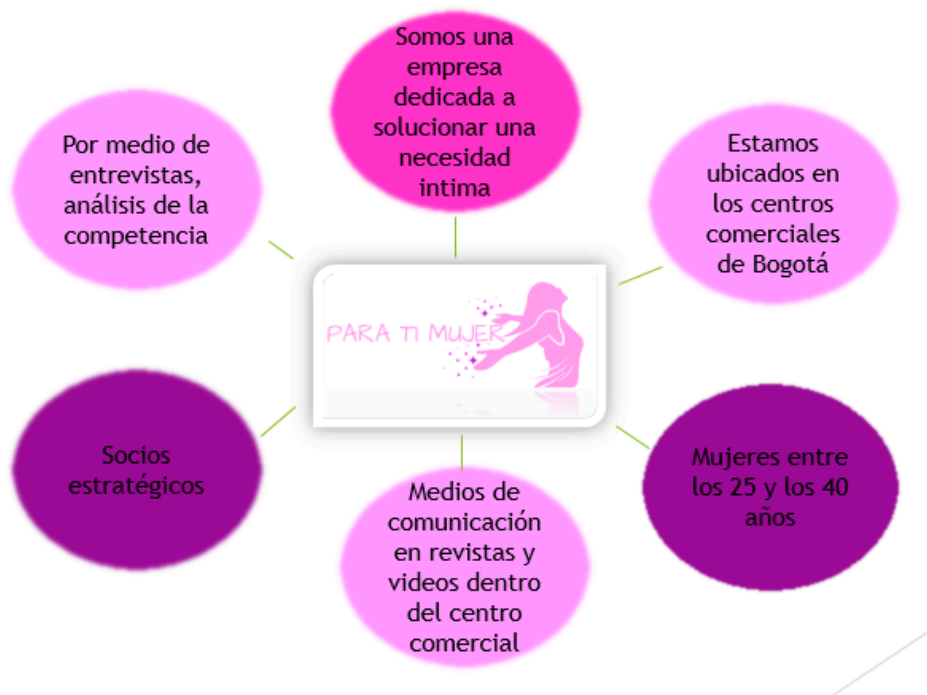 Somos una
empresa
dedicada a
solucionar una
necesidad
intima
Por medio de
entrevistas,
análisis de la
competencia
Estamos
ubicados en
los centros
comerciales
de Bogotá
PARA TI MUJER
Socios
estratégicos
Mujeres entre
los 25 y los 40
años
Medios de
comunicación
en revistas y
videos dentro
del centro
comercial